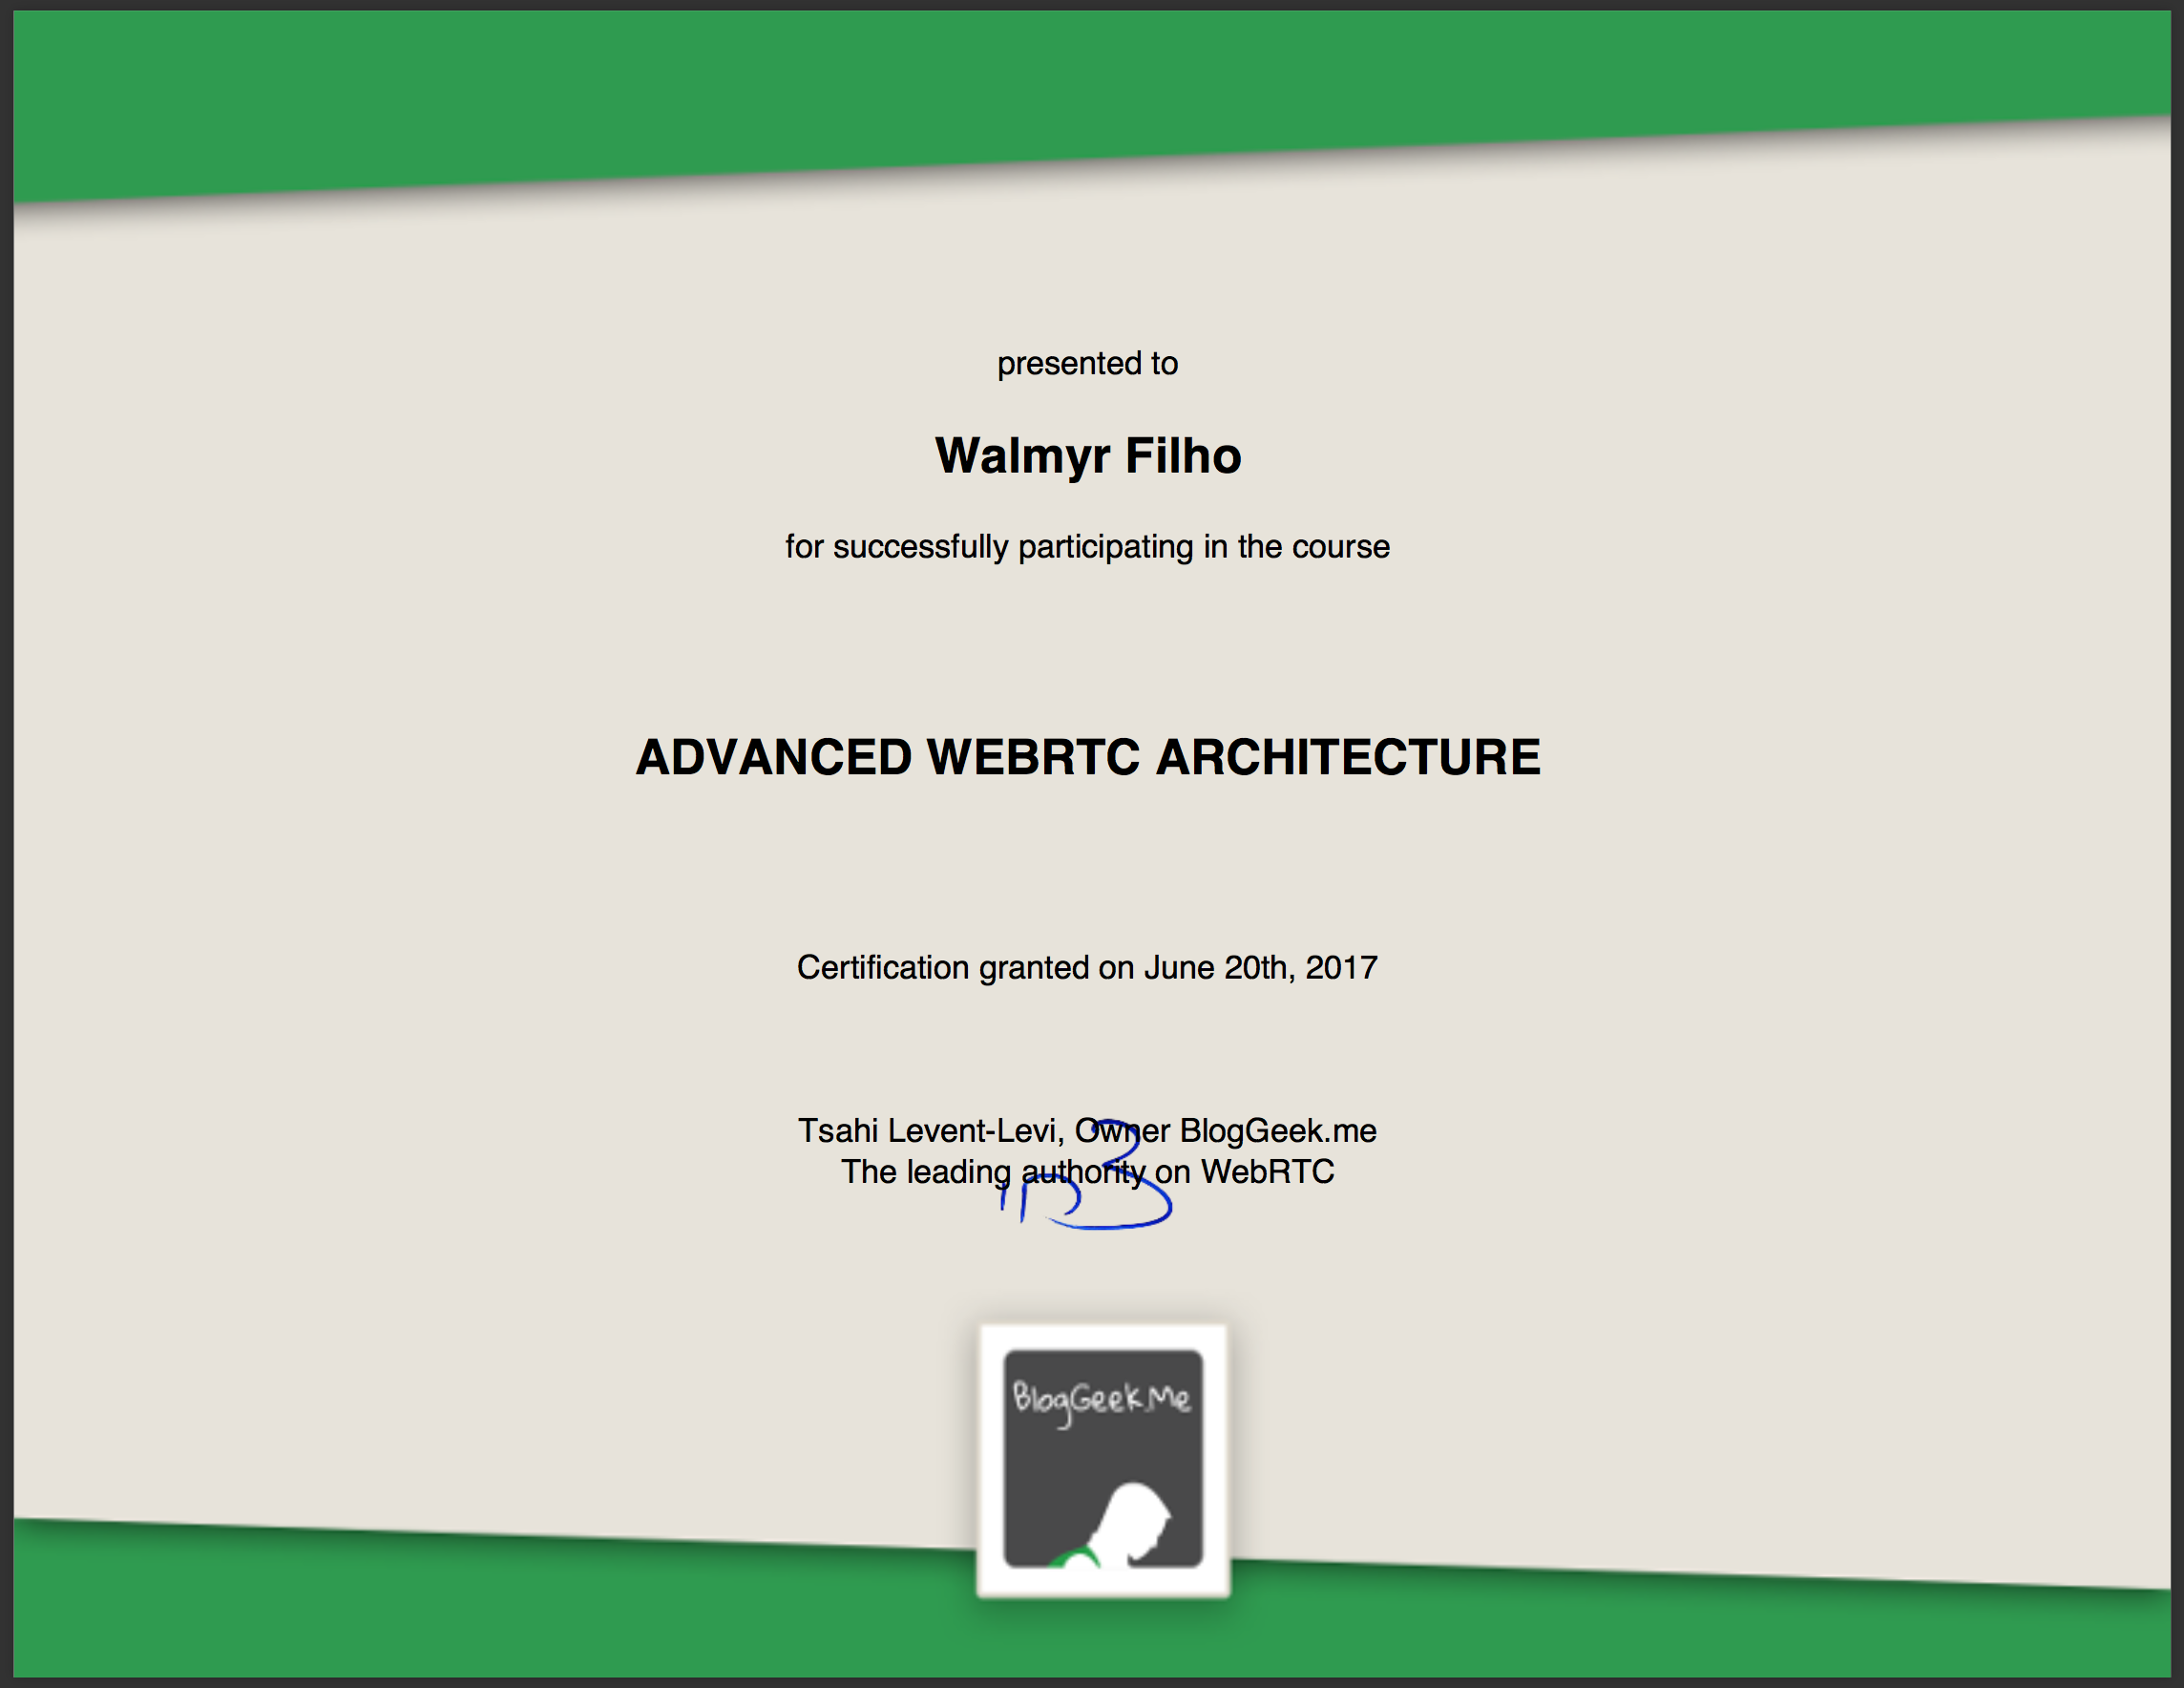 presented to
Walmyr Filho
for successfully participating in the course
ADVANCED WEBRTC ARCHITECTURE
Certification granted on June 20th, 2017
Tsahi Levent-Levi, Owner BlogGeek.me
The leading authority on WebRTC
BlogGeek.Me